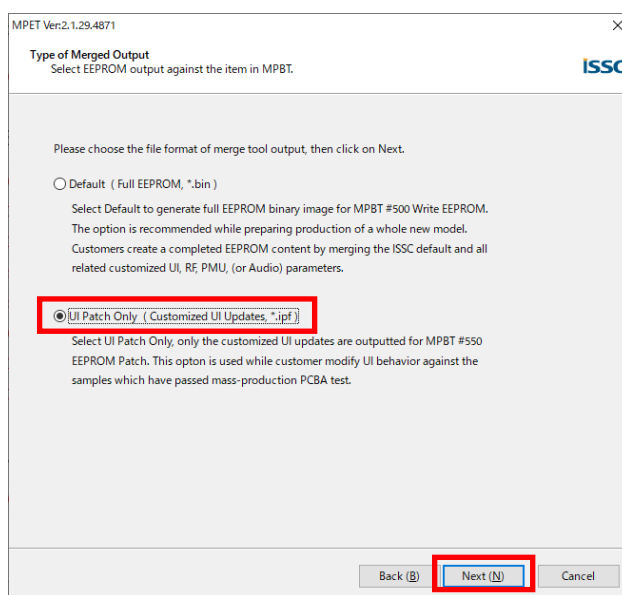 MPET Ver:2.1.29.4871
Type of Merged Output
Select EEPROM output against the item in MPBT.
ISSC
Please choose the file format of merge tool output, then click on Next.
Default ( Full EEPROM, *.bin )
Select Default to generate full EEPROM binary image for MPBT #500 Write EEPROM.
The option is recommended while preparing production of a whole new model.
Customers create a completed EEPROM content by merging the ISSC default and all
related customized UI, RF, PMU, (or Audio) parameters.
UI Patch Only ( Customized UI Updates, *.ipf )
Select UI Patch Only, only the customized UI updates are outputted for MPBT #550
EEPROM Patch. This opton is used while customer modify UI behavior against the
samples which have passed mass-production PCBA test.
Back (B)
Next (N)
Cancel